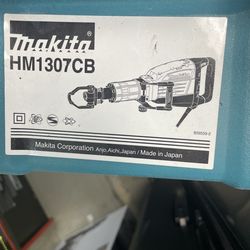 makita
HM1307CB
Makita Corporation Anjo, Aichi, Japan Made in Japan